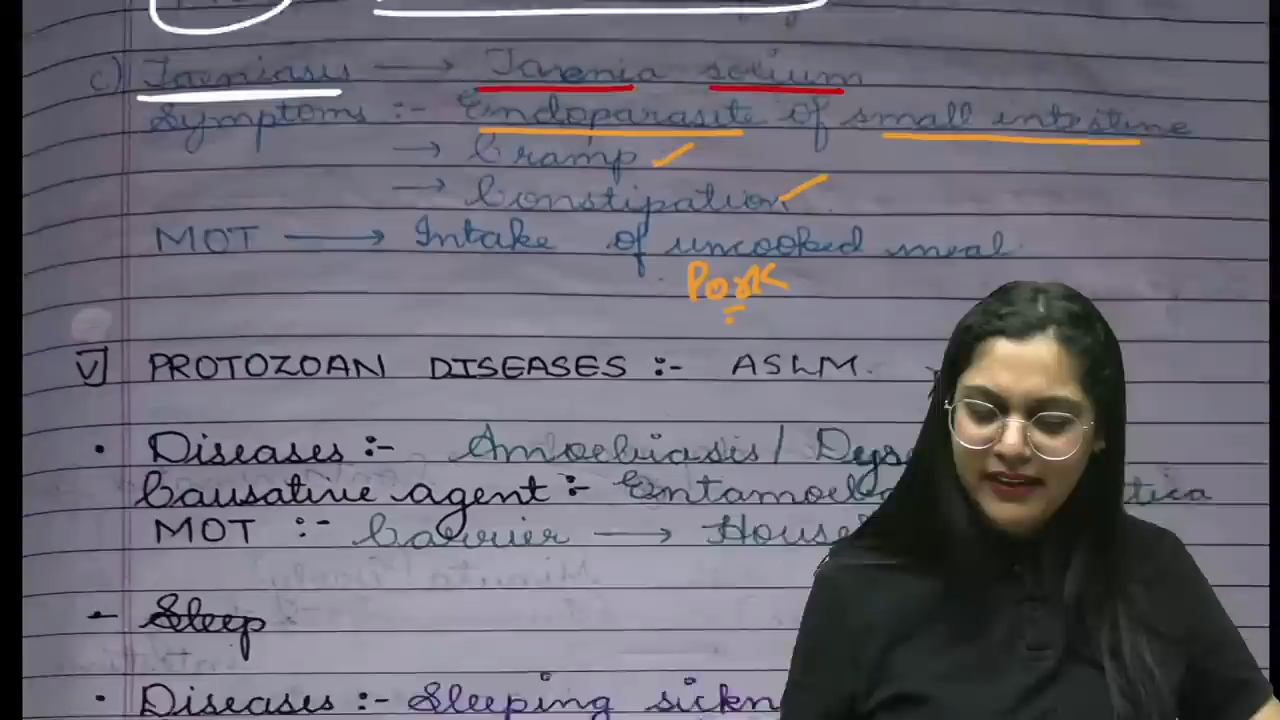 c) Taeniasis → Taenia solium
Symptoms :- Endoparasite of small intestine
→ Cramp ✓
→ Constipation ✓
MOT → Intake of uncooked meal
Pork
V PROTOZOAN DISEASES :- ASLM.
• Diseases :- Amoebiasis / Dys
Causative agent :- Entamoeb tica
MOT :- Carrier → House
- Sleep
• Diseases :- Sleeping sickn